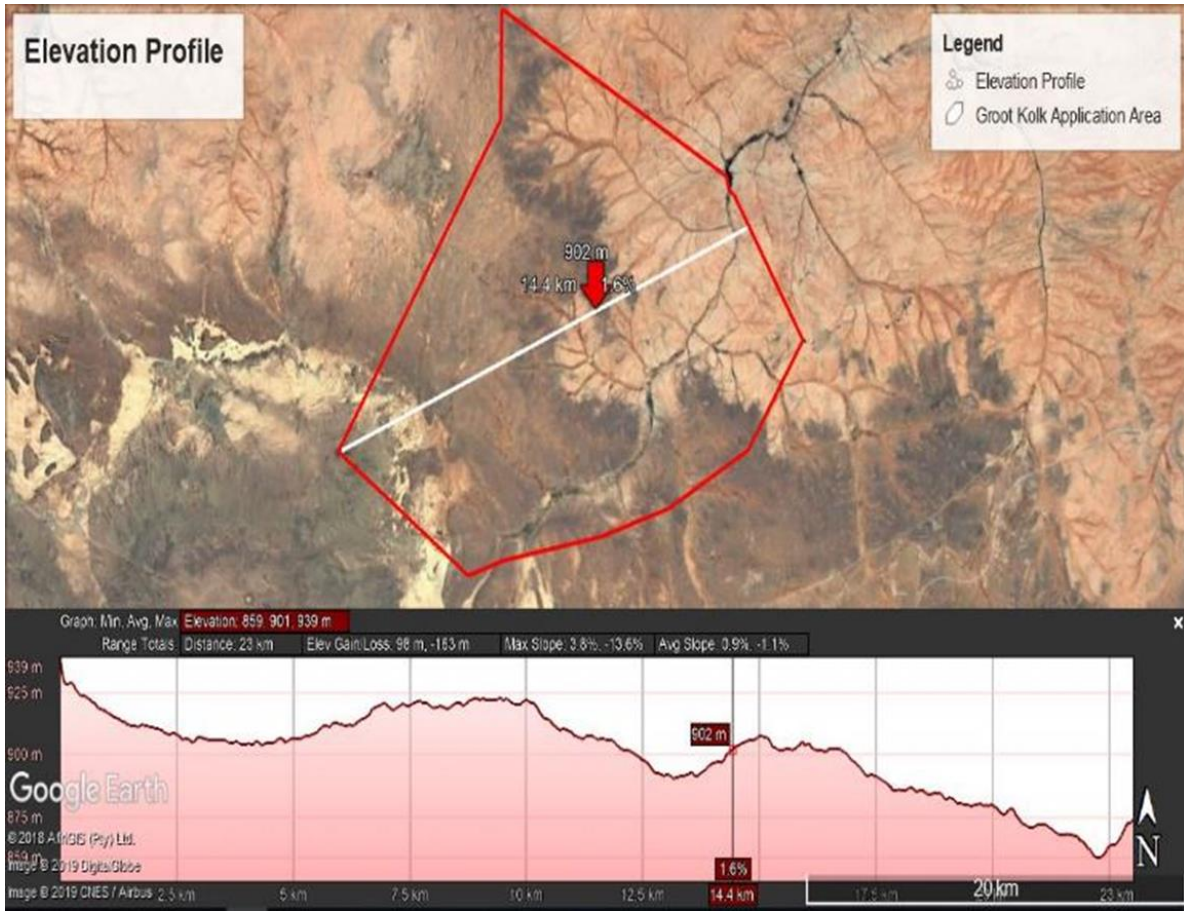 Elevation Profile
Legend
Elevation Profile
Groot Kolk Application Area
902 m
14.4 km 1.6%
Graph: Min, Avg, Max Elevation: 859, 901, 939 m
Range Totals: Distance: 23 km Elev Gain/Loss: 98 m, -163 m Max Slope: 3.8%, -13.6% Avg Slope: 0.9%, -1.1%
939 m
925 m
902 m
900 m
Google Earth
875 m
© 2018 AfriGIS (Pty) Ltd.
859 m
Image © 2019 DigitalGlobe
1.6%
N
Image © 2019 CNES / Airbus 2.5 km 5 km 7.5 km 10 km 12.5 km 14.4 km 17.5 km 20 km 23 km